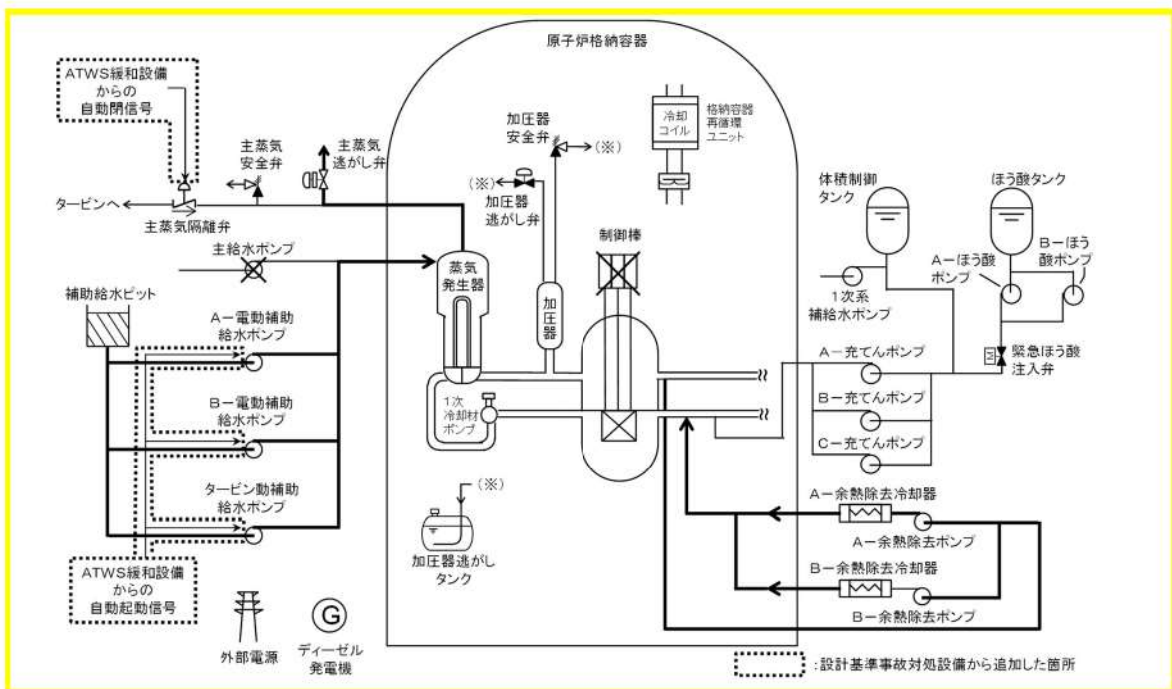 原子炉格納容器
ATWS緩和設備
からの
自動閉信号
主蒸気
安全弁
主蒸気
逃がし弁
タービンへ
主蒸気隔離弁
主給水ポンプ
補助給水ピット
A-電動補助
給水ポンプ
B-電動補助
給水ポンプ
タービン動補助
給水ポンプ
ATWS緩和設備
からの
自動起動信号
外部電源
G
ディーゼル
発電機
加圧器
安全弁
(※)
(※)
加圧器
逃がし弁
冷却
コイル
格納容器
再循環
ユニット
制御棒
蒸気
発生器
加圧器
1次
冷却材
ポンプ
(※)
加圧器逃がし
タンク
体積制御
タンク
ほう酸タンク
A-ほう酸
ポンプ
B-ほう
酸ポンプ
1次系
補給水ポンプ
M
緊急ほう酸
注入弁
A-充てんポンプ
B-充てんポンプ
C-充てんポンプ
A-余熱除去冷却器
A-余熱除去ポンプ
B-余熱除去冷却器
B-余熱除去ポンプ
:設計基準事故対処設備から追加した箇所